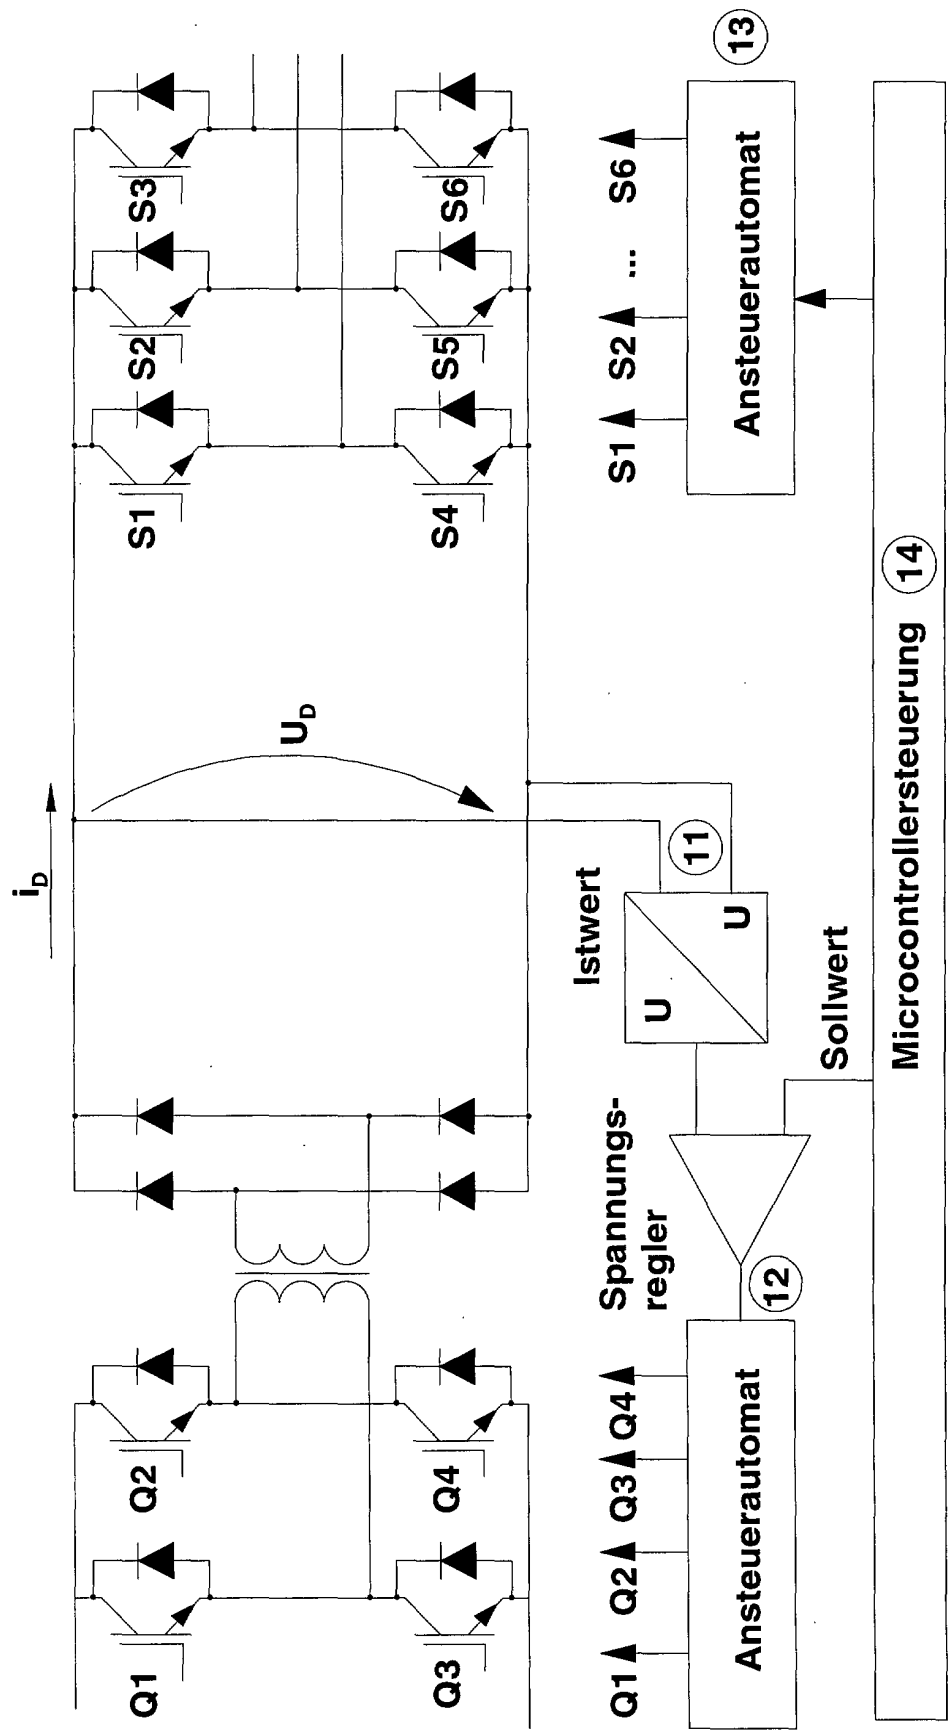 i_D
U_D
Q1
Q2
Q3
Q4
S1
S2
S3
S4
S5
S6
Q1 Q2 Q3 Q4
Ansteuerautomat
12
Spannungs-
regler
Istwert
U
U
11
Sollwert
S1 S2 ... S6
Ansteuerautomat
13
Microcontrollersteuerung 14